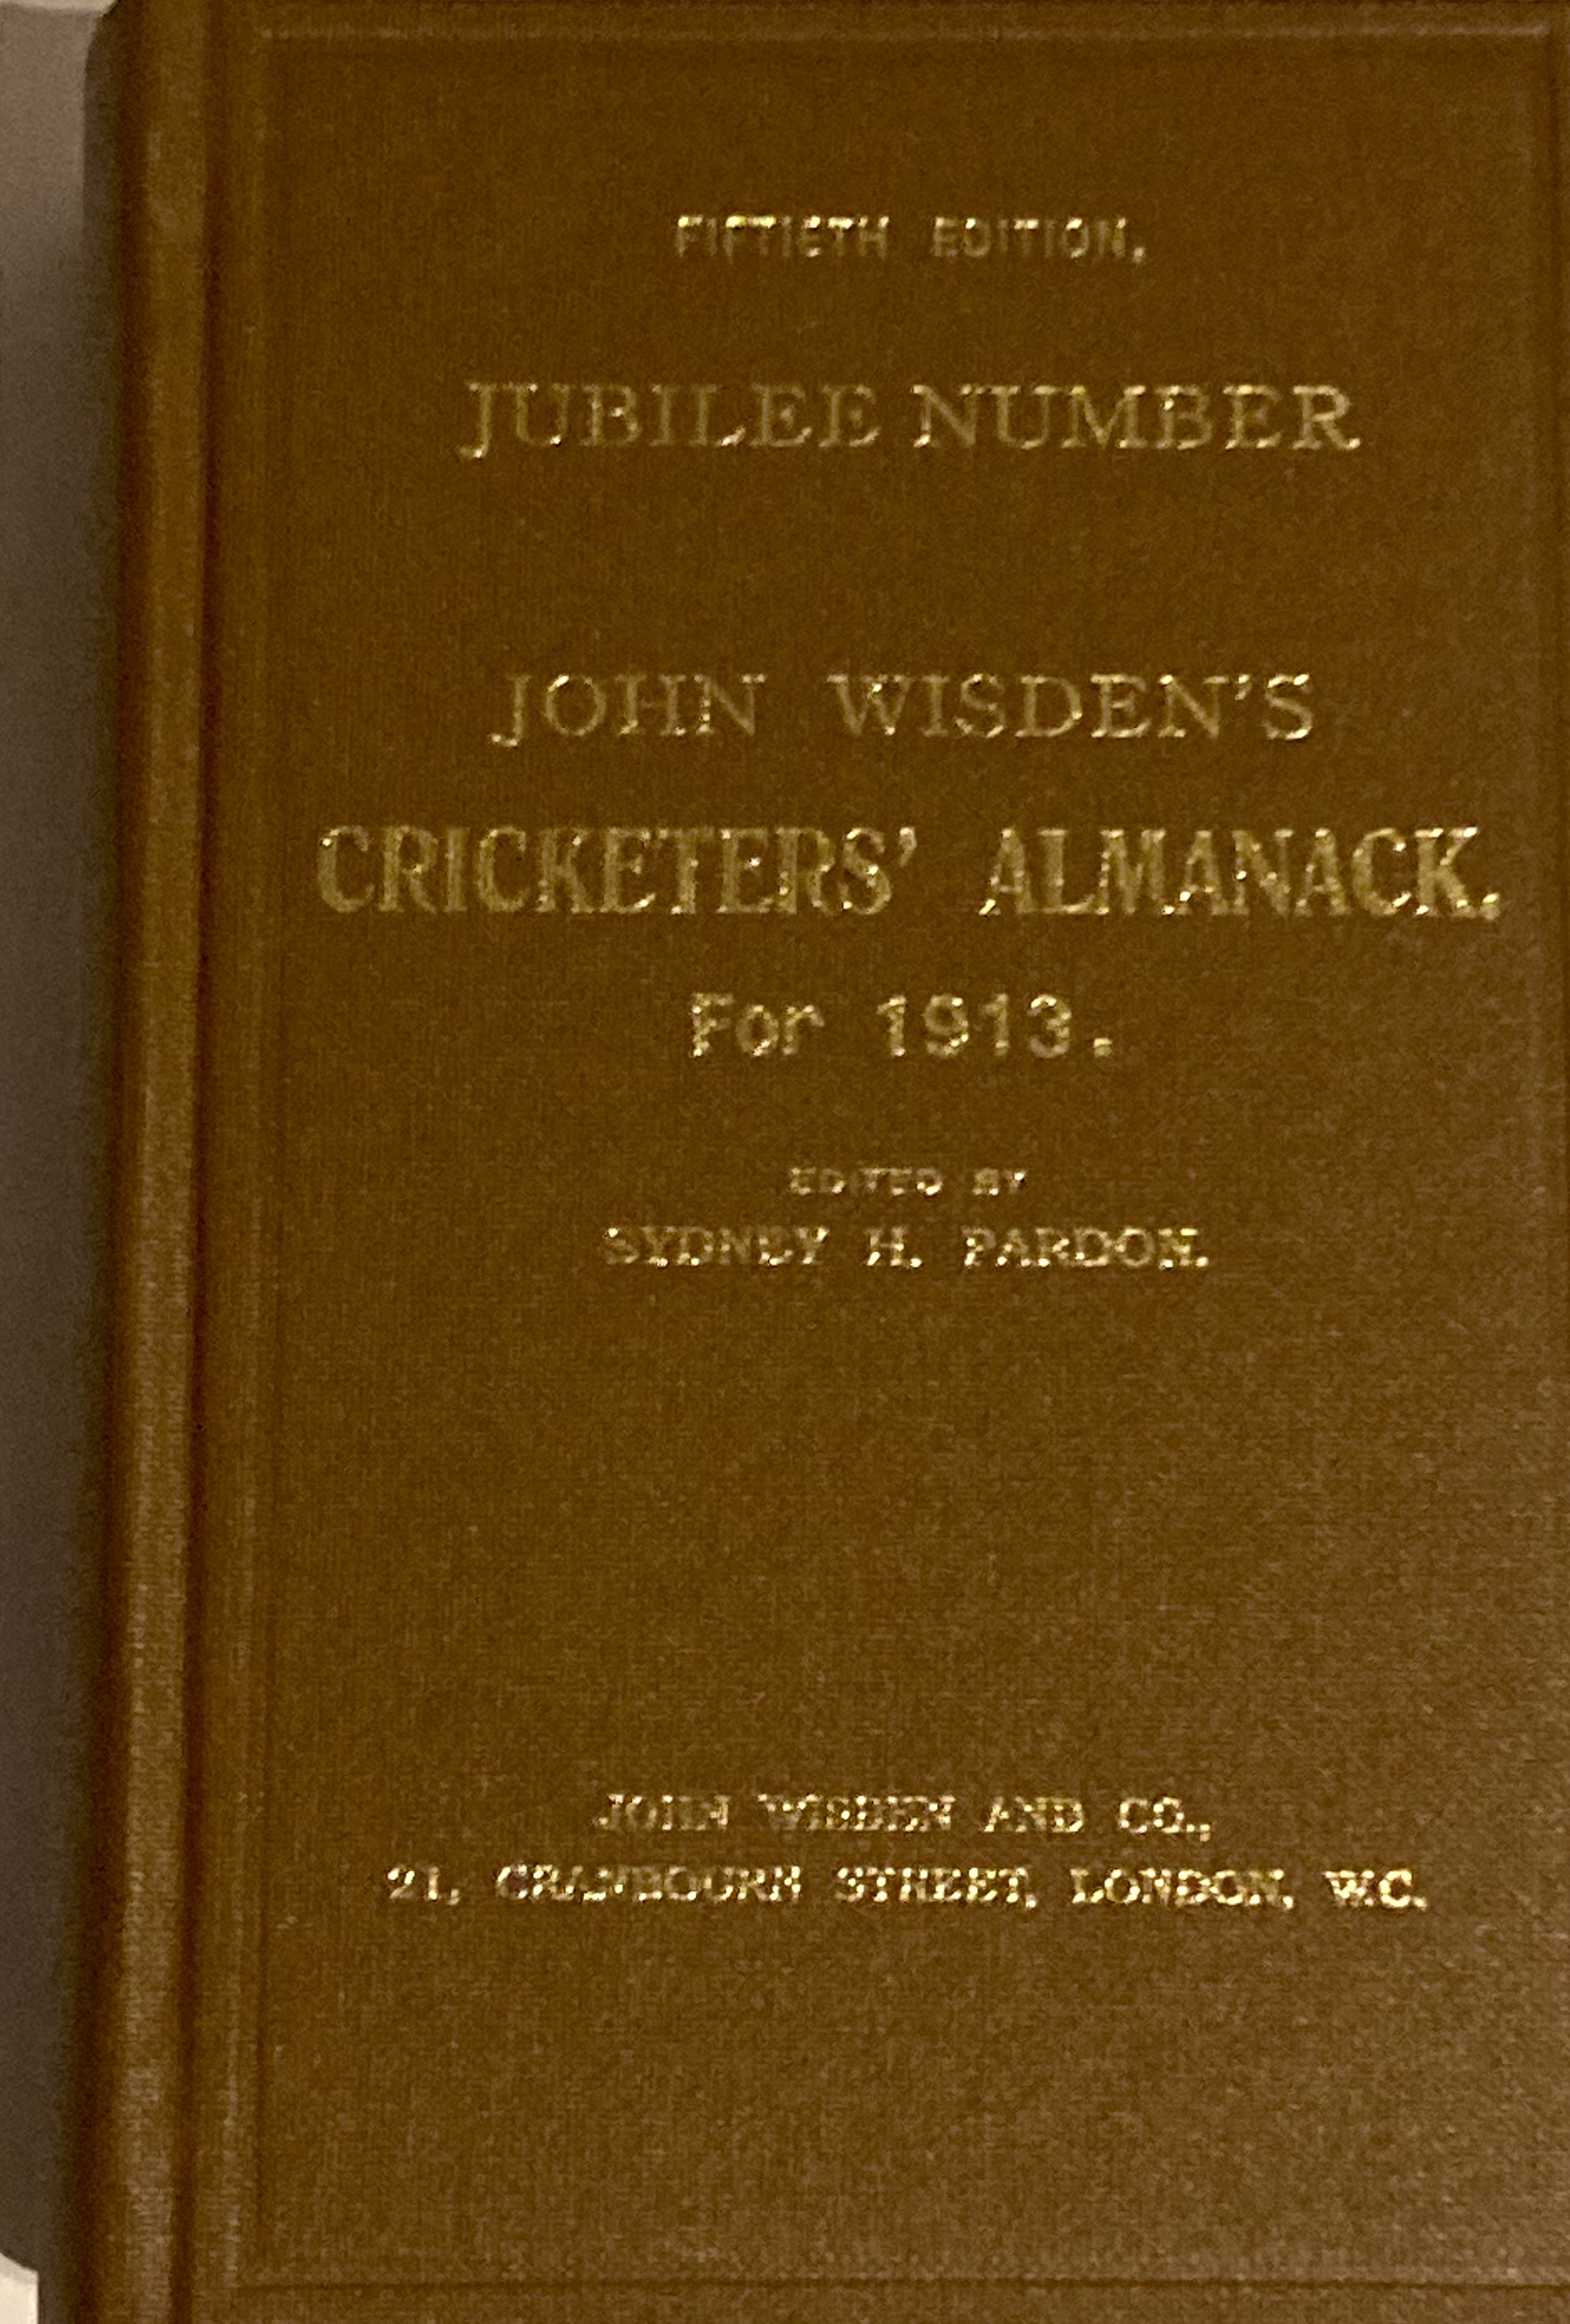 FIFTIETH EDITION.
JUBILEE NUMBER
JOHN WISDEN'S
CRICKETERS' ALMANACK.
For 1913.
EDITED BY
SYDNEY H. PARDON.
JOHN WISDEN AND CO.,
21, CRANBOURN STREET, LONDON, W.C.